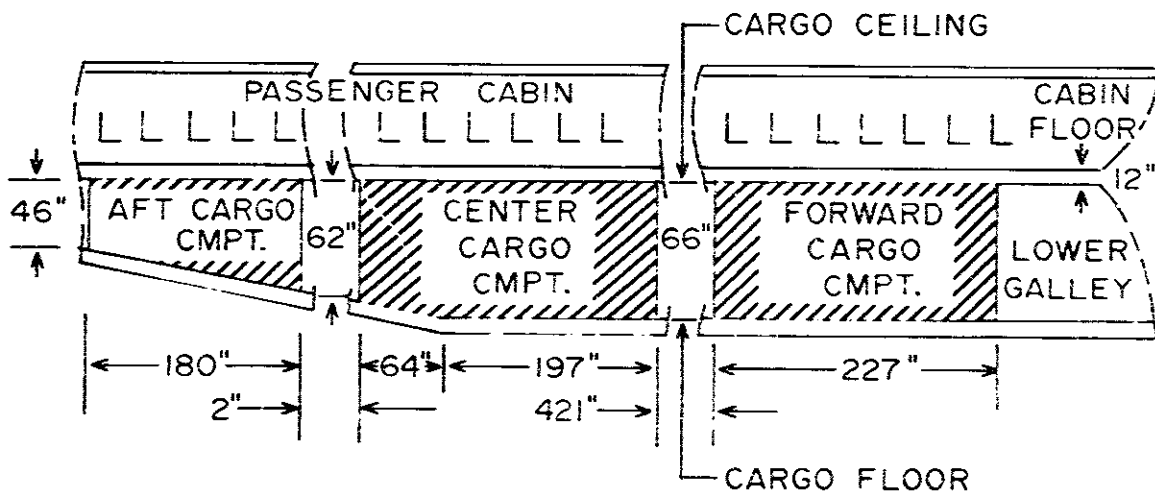 CARGO CEILING
PASSENGER CABIN
CABIN
FLOOR
12"
46"
AFT CARGO
CMPT.
62"
CENTER
CARGO
CMPT.
66"
FORWARD
CARGO
CMPT.
LOWER
GALLEY
180"
64"
197"
227"
2"
421"
CARGO FLOOR